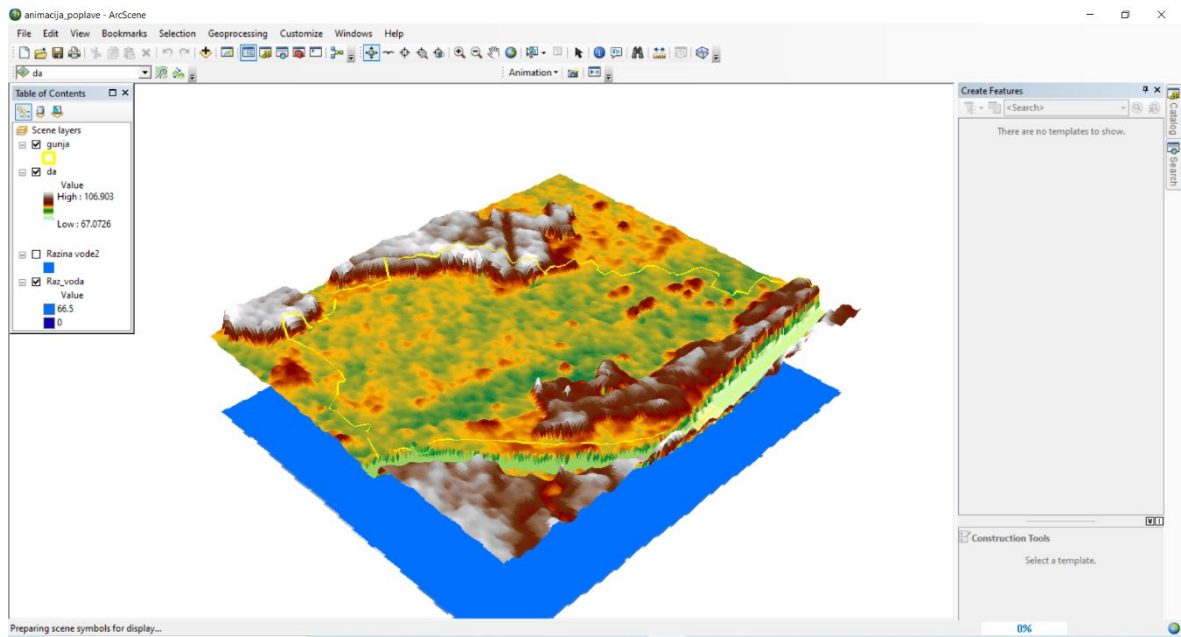 animacija_poplave - ArcScene
File Edit View Bookmarks Selection Geoprocessing Customize Windows Help
da
Animation
Table of Contents
Scene layers
gunja
da
Value
High : 106.903
Low : 67.0726
Razina vode2
Raz_voda
Value
66.5
0
Create Features
<Search>
There are no templates to show.
Catalog
Search
Construction Tools
Select a template.
Preparing scene symbols for display...
0%